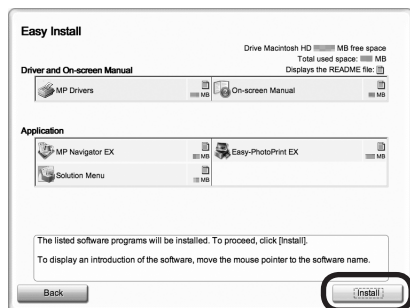 Easy Install
Drive Macintosh HD MB free space
Total used space: MB
Driver and On-screen Manual Displays the README file:
MP Drivers MB On-screen Manual MB
Application
MP Navigator EX MB Easy-PhotoPrint EX MB
Solution Menu MB
The listed software programs will be installed. To proceed, click [Install].
To display an introduction of the software, move the mouse pointer to the software name.
Back Install